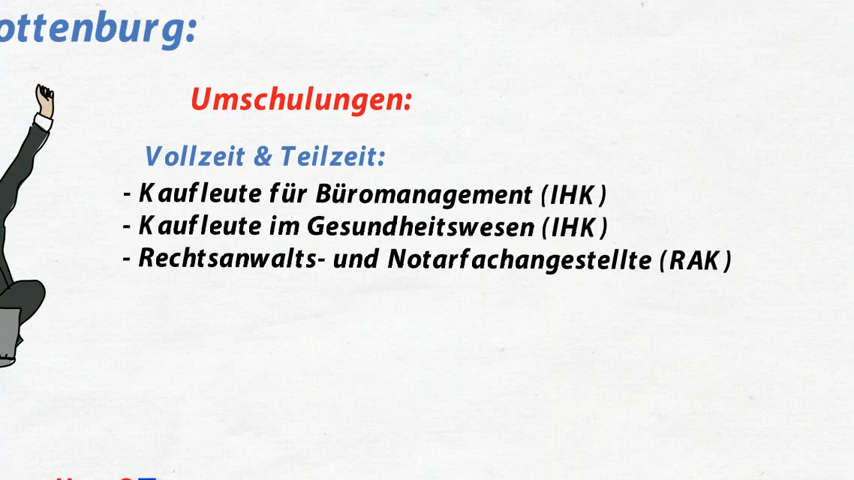 ottenburg:
Umschulungen:
Vollzeit & Teilzeit:
- Kaufleute für Büromanagement (IHK)
- Kaufleute im Gesundheitswesen (IHK)
- Rechtsanwalts- und Notarfachangestellte (RAK)